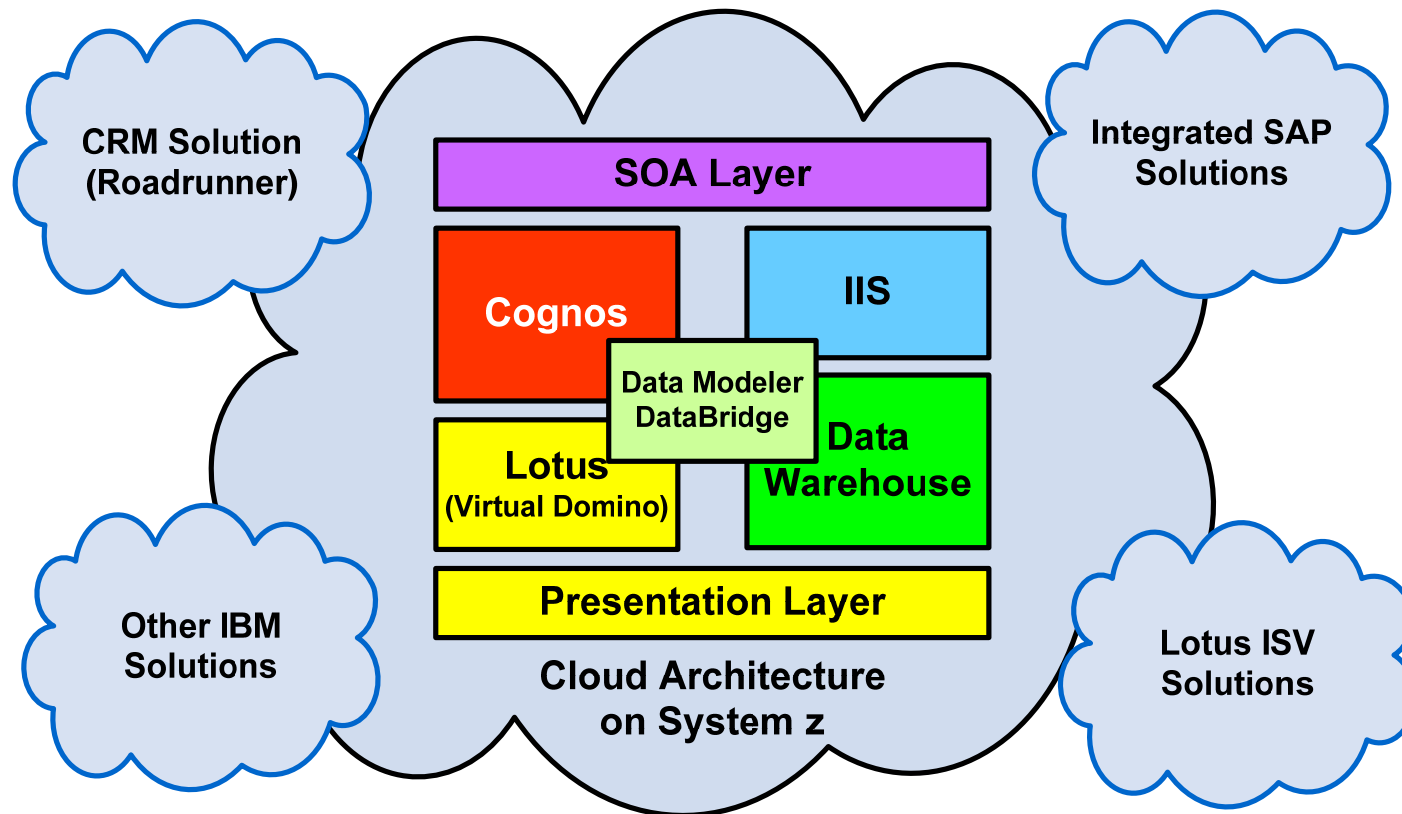 CRM Solution
(Roadrunner)
Integrated SAP
Solutions
SOA Layer
Cognos
IIS
Data Modeler
DataBridge
Lotus
(Virtual Domino)
Data
Warehouse
Presentation Layer
Other IBM
Solutions
Lotus ISV
Solutions
Cloud Architecture
on System z